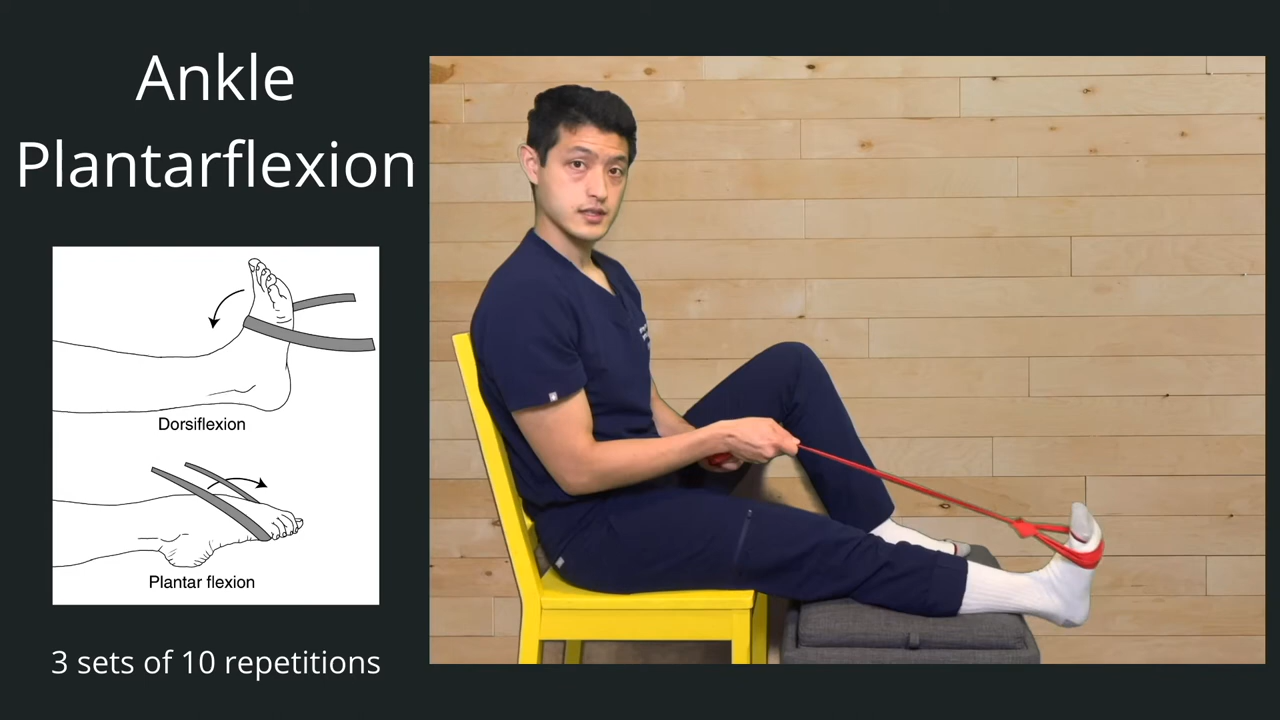 Ankle
Plantarflexion
Dorsiflexion
Plantar flexion
3 sets of 10 repetitions